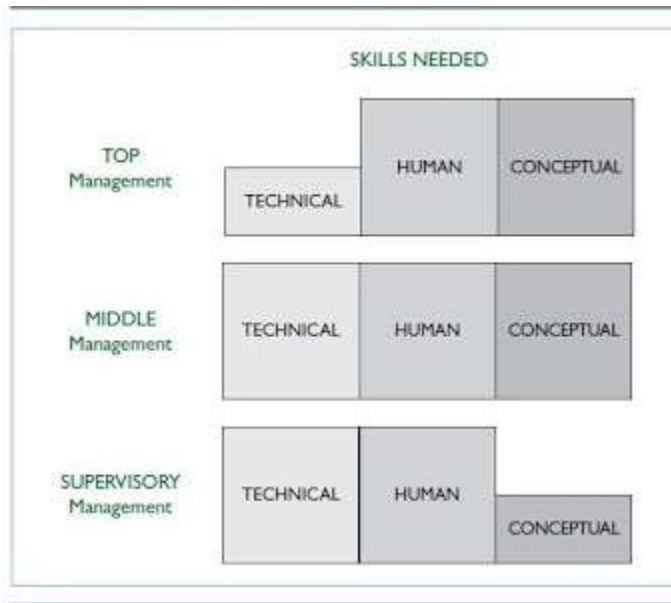 SKILLS NEEDED
TOP
Management
TECHNICAL
HUMAN
CONCEPTUAL
MIDDLE
Management
TECHNICAL
HUMAN
CONCEPTUAL
SUPERVISORY
Management
TECHNICAL
HUMAN
CONCEPTUAL